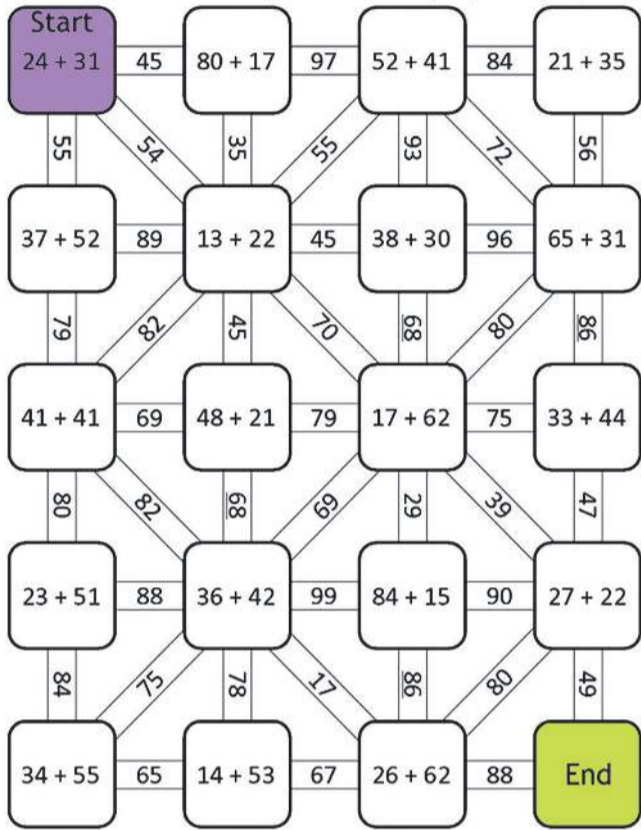 Start
24 + 31 45 80 + 17 97 52 + 41 84 21 + 35
55 54 35 55 93 72 56
37 + 52 89 13 + 22 45 38 + 30 96 65 + 31
79 82 45 70 68 80 86
41 + 41 69 48 + 21 79 17 + 62 75 33 + 44
80 82 68 69 29 39 47
23 + 51 88 36 + 42 99 84 + 15 90 27 + 22
84 75 78 17 86 80 49
34 + 55 65 14 + 53 67 26 + 62 88 End